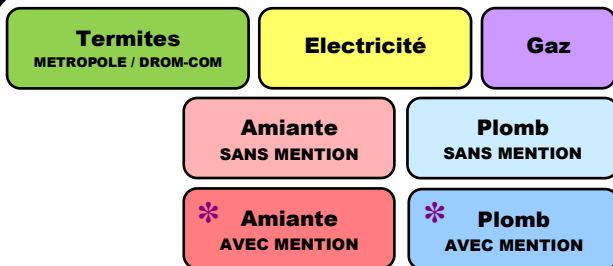 Termites
METROPOLE / DROM-COM
Electricité
Gaz
Amiante
SANS MENTION
Plomb
SANS MENTION
* Amiante
AVEC MENTION
* Plomb
AVEC MENTION